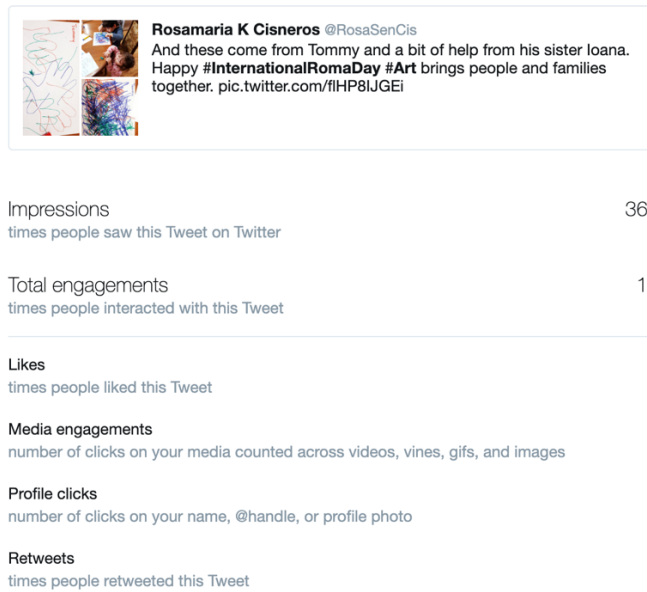 Tommy
Rosamaria K Cisneros @RosaSenCis
And these come from Tommy and a bit of help from his sister Ioana.
Happy #InternationalRomaDay #Art brings people and families
together. pic.twitter.com/flHP8IJGEi
Impressions 36
times people saw this Tweet on Twitter
Total engagements 1
times people interacted with this Tweet
Likes
times people liked this Tweet
Media engagements
number of clicks on your media counted across videos, vines, gifs, and images
Profile clicks
number of clicks on your name, @handle, or profile photo
Retweets
times people retweeted this Tweet